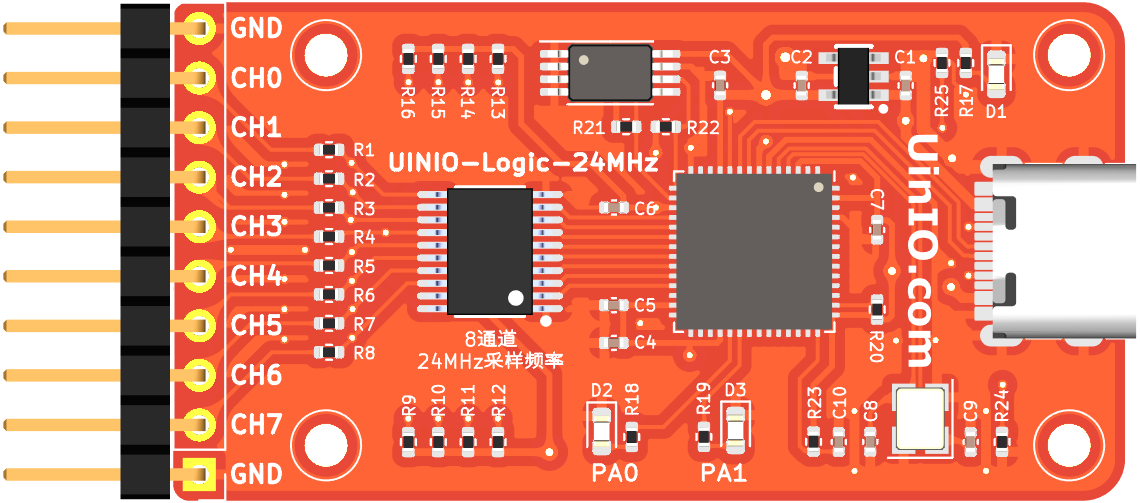 GND
CH0
CH1
CH2
CH3
CH4
CH5
CH6
CH7
GND
R1
R2
R3
R4
R5
R6
R7
R8
R16
R15
R14
R13
R21
R22
C3
C2
C1
R25
R17
D1
UINIO-Logic-24MHz
UinIO.com
C6
C7
C5
C4
R20
8通道
24MHz采样频率
R9
R10
R11
R12
D2
R18
PA0
R19
D3
PA1
R23
C10
C8
C9
R24